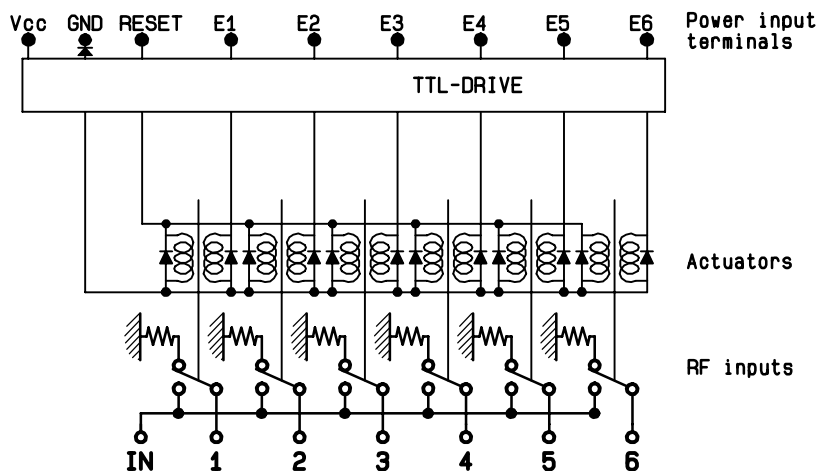 Vcc GND RESET E1 E2 E3 E4 E5 E6
Power input
terminals
TTL-DRIVE
Actuators
RF inputs
IN 1 2 3 4 5 6